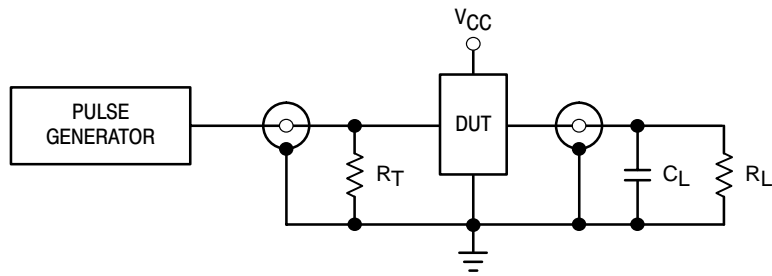 VCC
PULSE
GENERATOR
DUT
RT
CL
RL